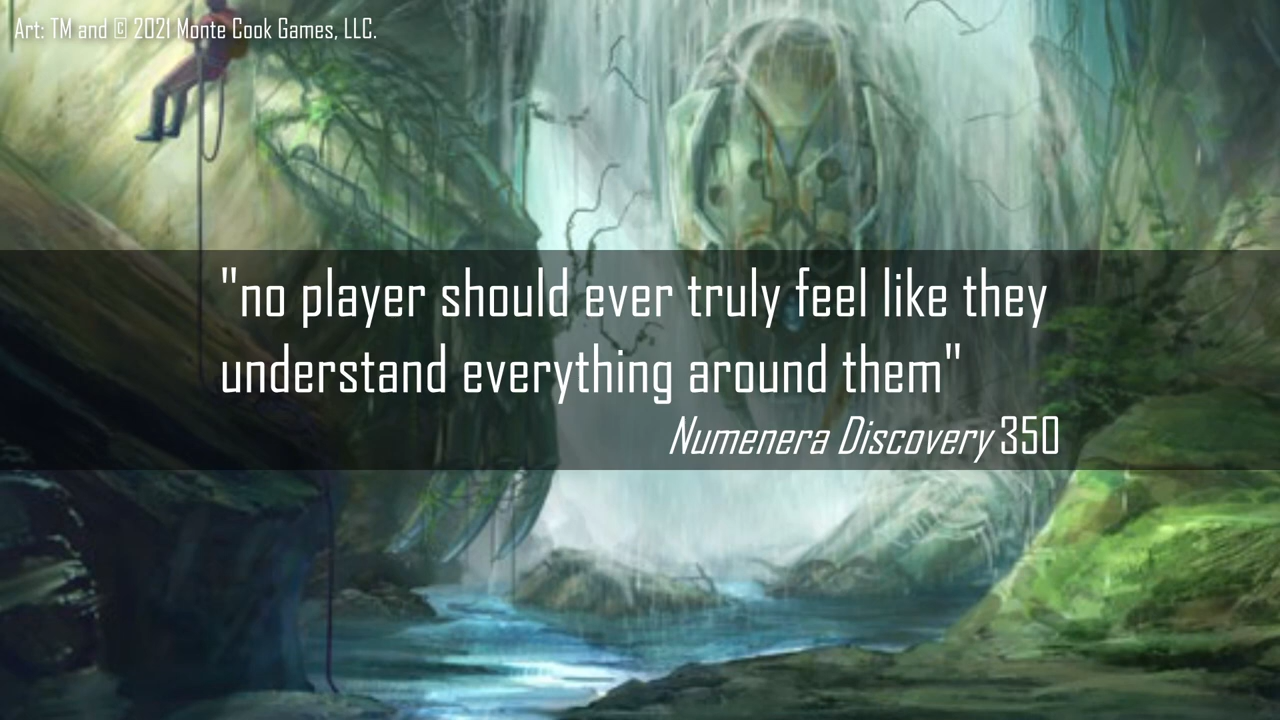 Art: TM and © 2021 Monte Cook Games, LLC.
"no player should ever truly feel like they
understand everything around them"
Numenera Discovery 350